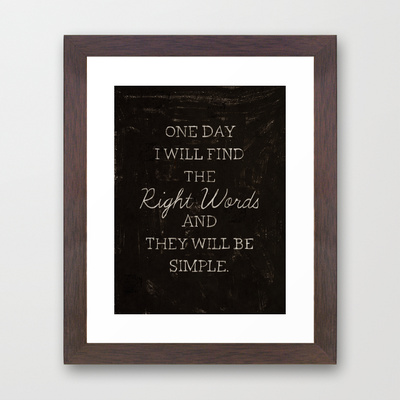 ONE DAY
I WILL FIND
THE
Right Words
AND
THEY WILL BE
SIMPLE.